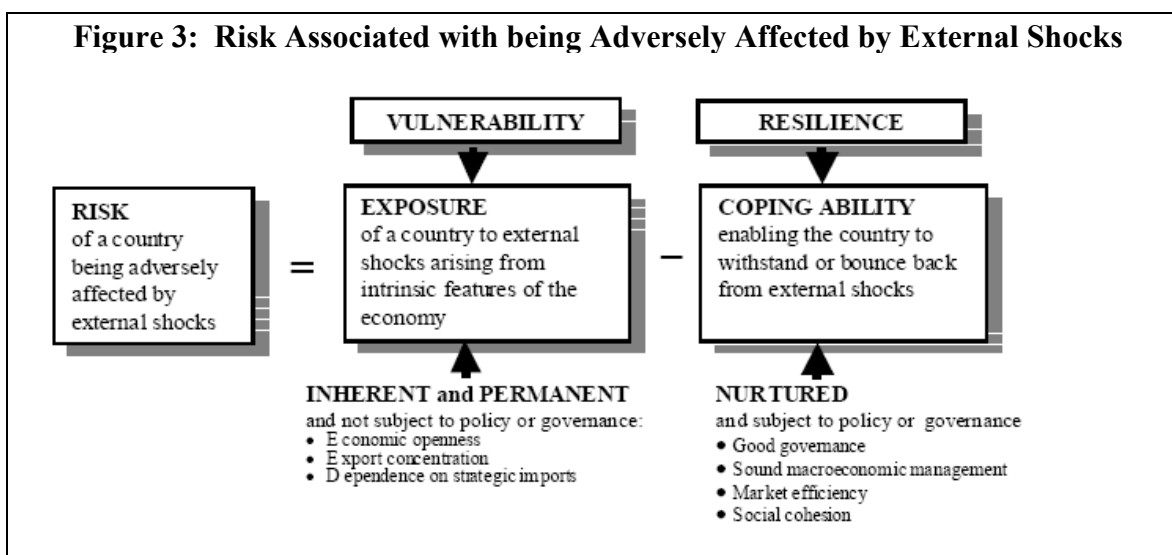 Figure 3: Risk Associated with being Adversely Affected by External Shocks
VULNERABILITY
RESILIENCE
RISK
of a country
being adversely
affected by
external shocks
=
EXPOSURE
of a country to external
shocks arising from
intrinsic features of the
economy
–
COPING ABILITY
enabling the country to
withstand or bounce back
from external shocks
INHERENT and PERMANENT
and not subject to policy or governance:
• E conomic openness
• E xport concentration
• D ependence on strategic imports
NURTURED
and subject to policy or governance
• Good governance
• Sound macroeconomic management
• Market efficiency
• Social cohesion